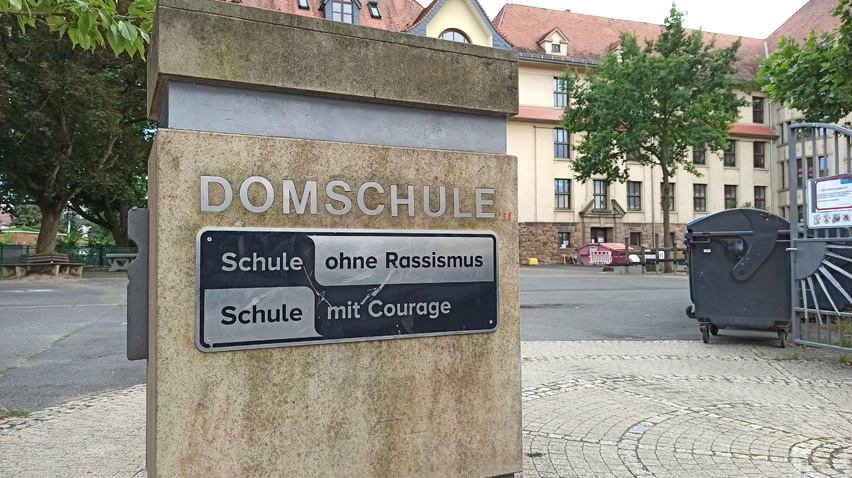 DOMSCHULE
Schule ohne Rassismus
Schule mit Courage